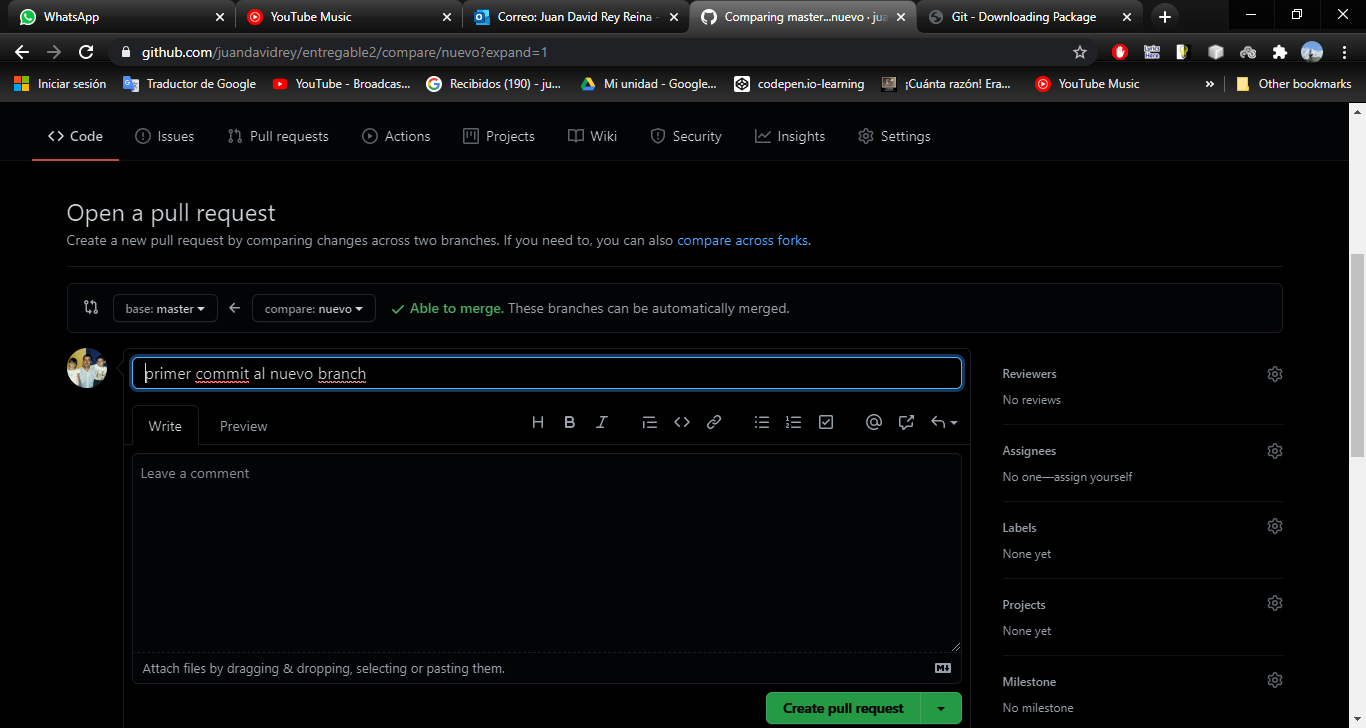 WhatsApp
YouTube Music
Correo: Juan David Rey Reina -
Comparing master...nuevo · jua
Git - Downloading Package
github.com/juandavidrey/entregable2/compare/nuevo?expand=1
Iniciar sesión
Traductor de Google
YouTube - Broadcas...
Recibidos (190) - ju...
Mi unidad - Google...
codepen.io-learning
¡Cuánta razón! Era...
YouTube Music
»
Other bookmarks
Code
Issues
Pull requests
Actions
Projects
Wiki
Security
Insights
Settings
Open a pull request
Create a new pull request by comparing changes across two branches. If you need to, you can also compare across forks.
base: master
compare: nuevo
Able to merge. These branches can be automatically merged.
primer commit al nuevo branch
Write
Preview
Leave a comment
Attach files by dragging & dropping, selecting or pasting them.
Create pull request
Reviewers
No reviews
Assignees
No one—assign yourself
Labels
None yet
Projects
None yet
Milestone
No milestone